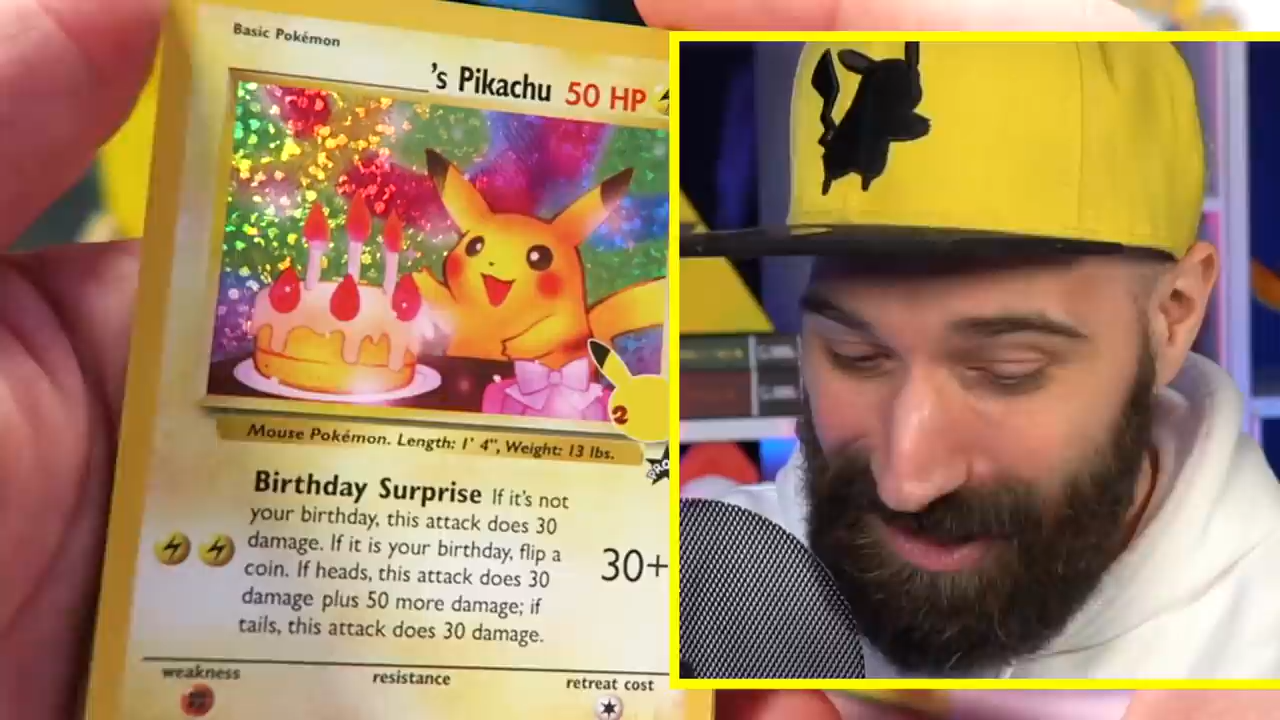 Basic Pokémon
________'s Pikachu 50 HP
Mouse Pokémon. Length: 1' 4", Weight: 13 lbs.
Birthday Surprise If it's not
your birthday, this attack does 30
damage. If it is your birthday, flip a
coin. If heads, this attack does 30
damage plus 50 more damage; if
tails, this attack does 30 damage.
30+
weakness
resistance
retreat cost